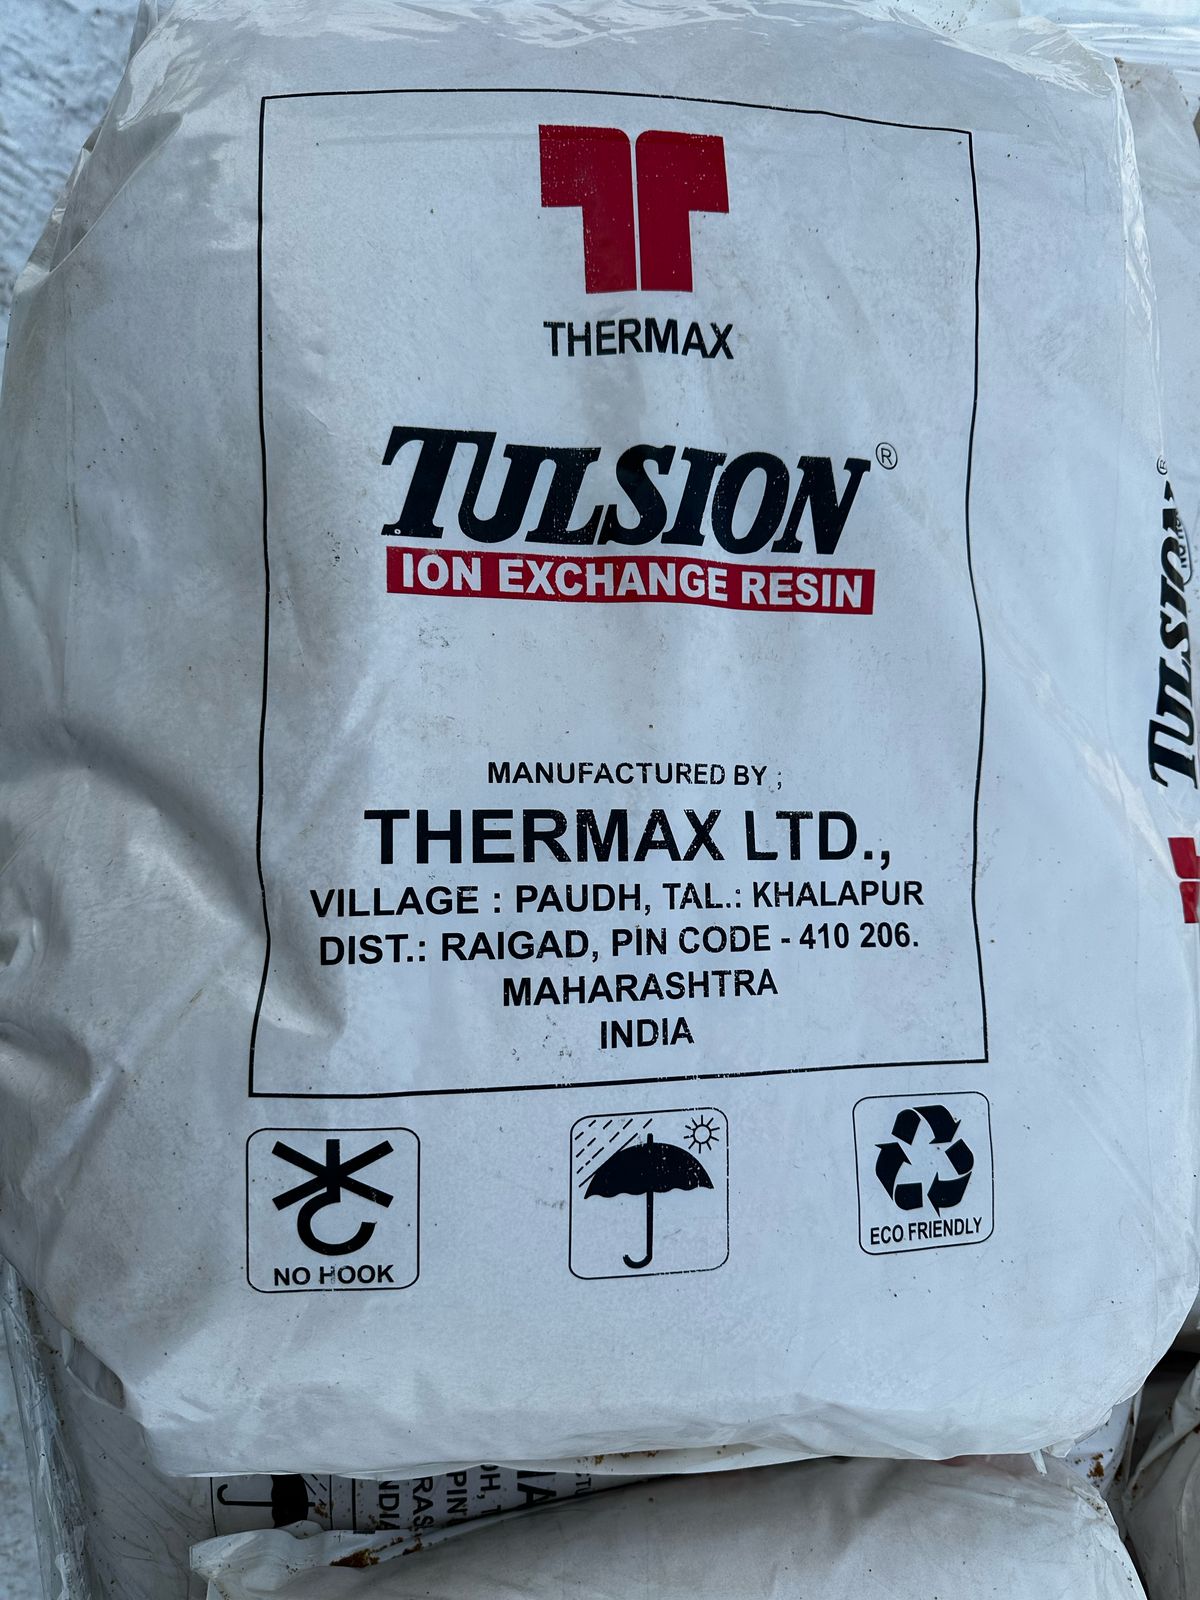 THERMAX
TULSION®
ION EXCHANGE RESIN
MANUFACTURED BY ;
THERMAX LTD.,
VILLAGE : PAUDH, TAL.: KHALAPUR
DIST.: RAIGAD, PIN CODE - 410 206.
MAHARASHTRA
INDIA
NO HOOK
ECO FRIENDLY
TULSION®